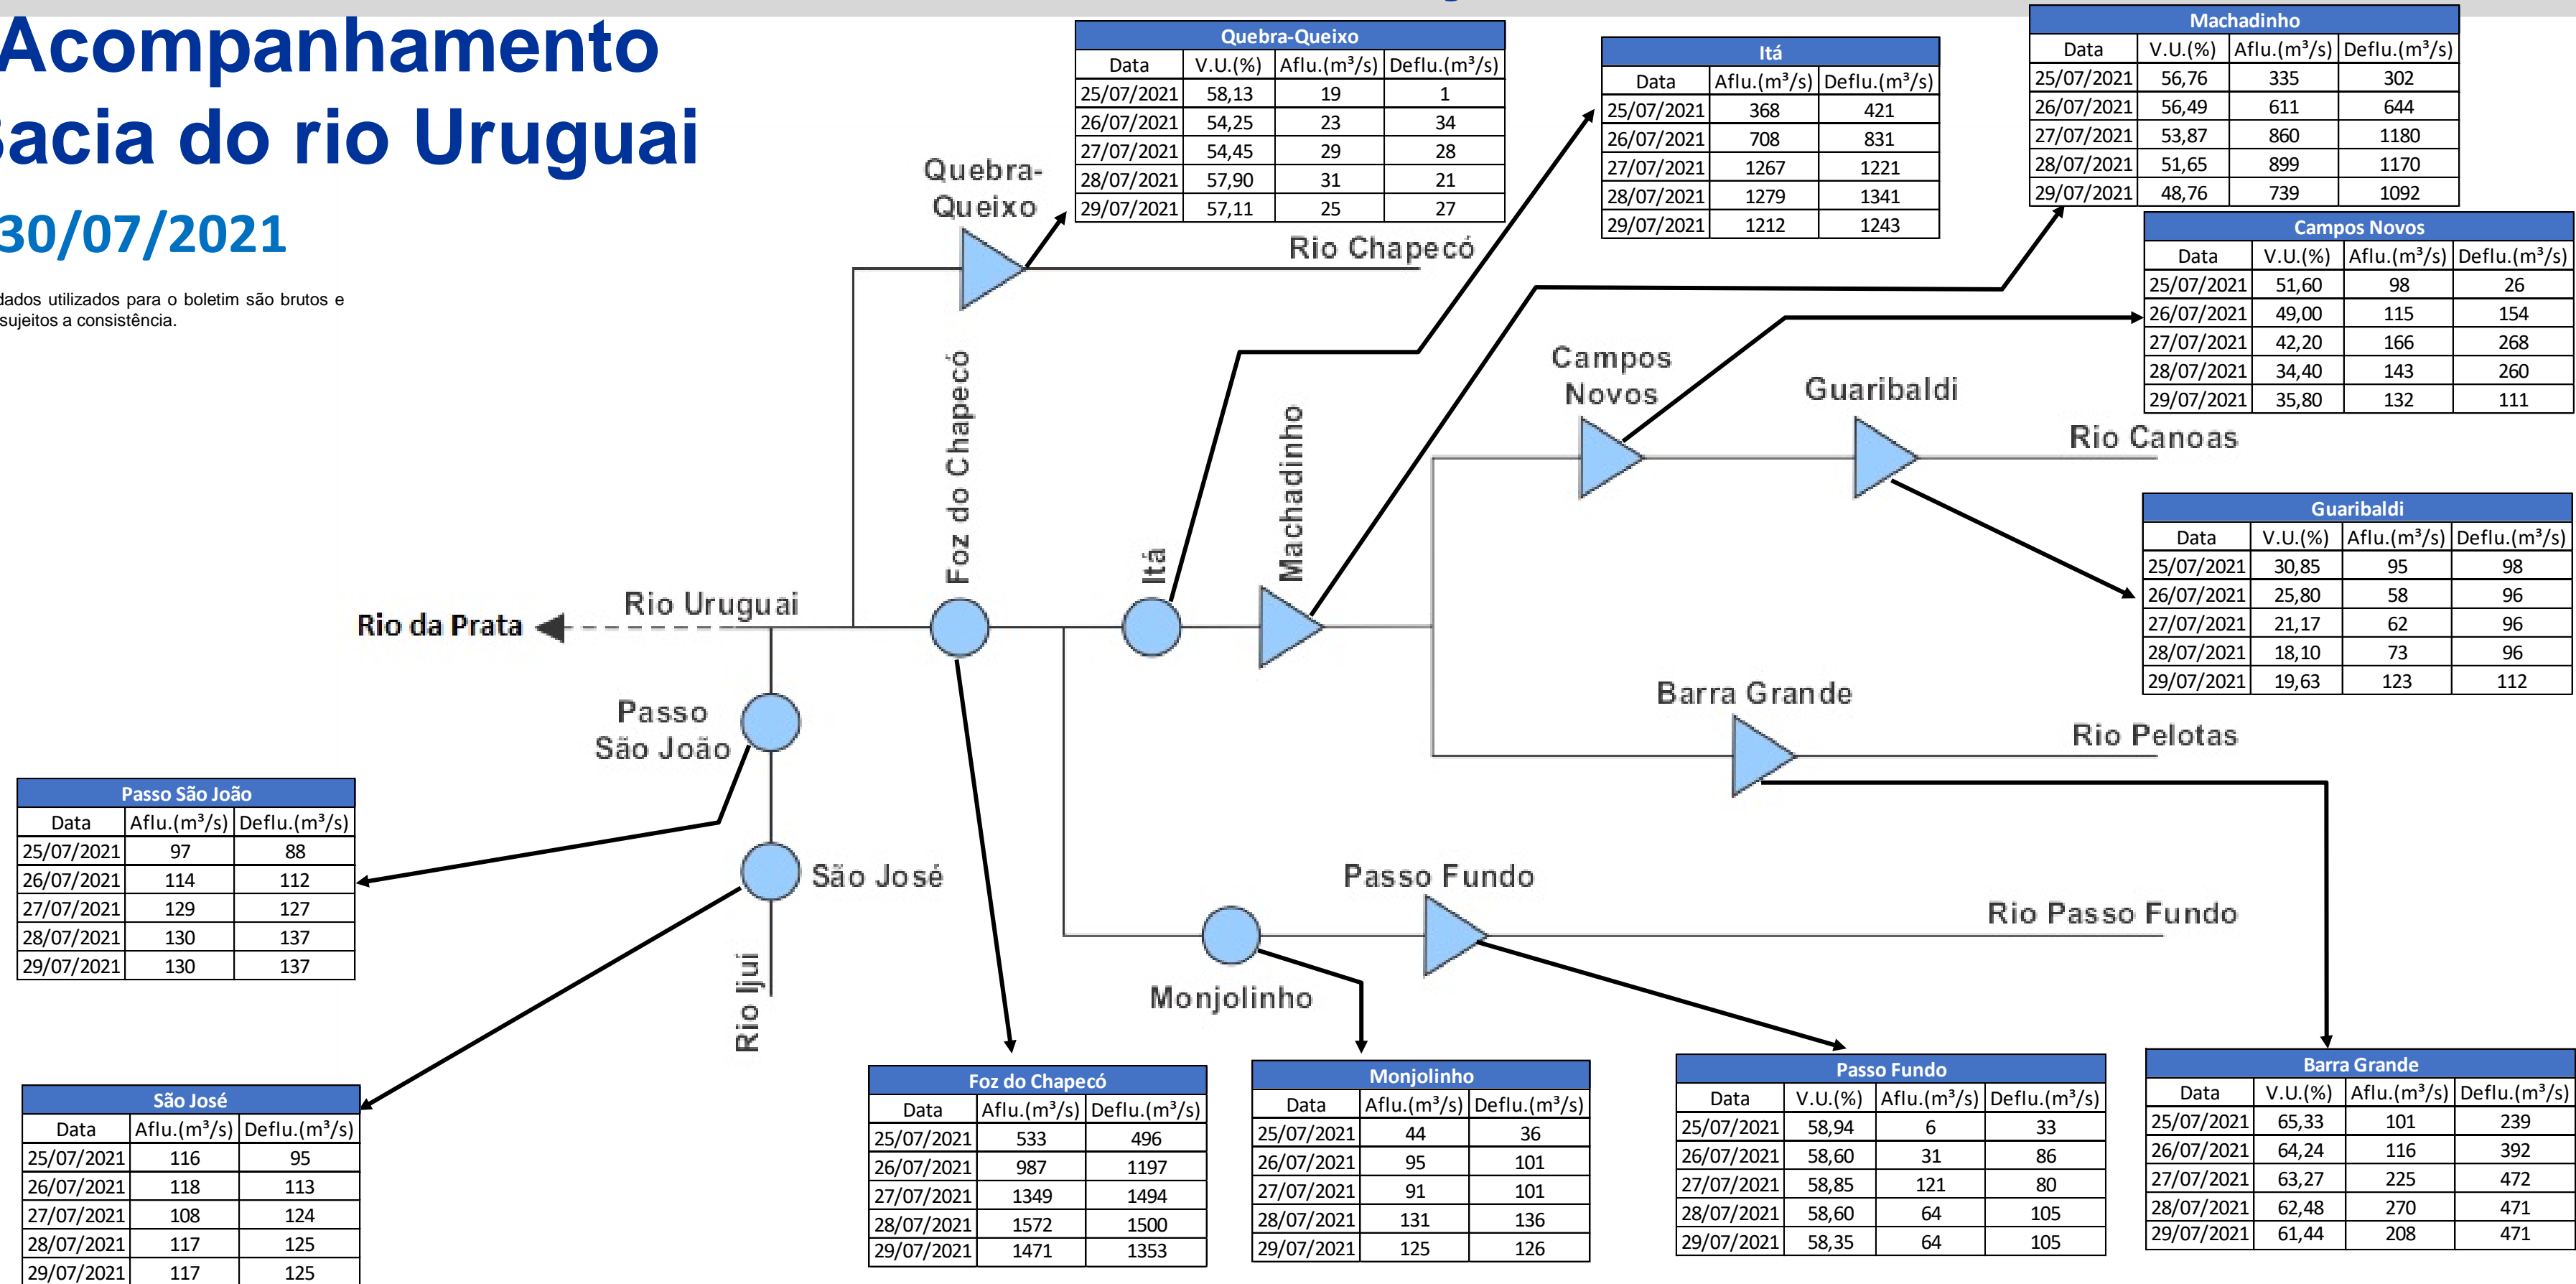 Acompanhamento
Bacia do rio Uruguai
30/07/2021
dados utilizados para o boletim são brutos e
sujeitos a consistência.
Quebra-Queixo
Data V.U.(%) Aflu.(m³/s) Deflu.(m³/s)
25/07/2021 58,13 19 1
26/07/2021 54,25 23 34
27/07/2021 54,45 29 28
28/07/2021 57,90 31 21
29/07/2021 57,11 25 27
Itá
Data Aflu.(m³/s) Deflu.(m³/s)
25/07/2021 368 421
26/07/2021 708 831
27/07/2021 1267 1221
28/07/2021 1279 1341
29/07/2021 1212 1243
Machadinho
Data V.U.(%) Aflu.(m³/s) Deflu.(m³/s)
25/07/2021 56,76 335 302
26/07/2021 56,49 611 644
27/07/2021 53,87 860 1180
28/07/2021 51,65 899 1170
29/07/2021 48,76 739 1092
Campos Novos
Data V.U.(%) Aflu.(m³/s) Deflu.(m³/s)
25/07/2021 51,60 98 26
26/07/2021 49,00 115 154
27/07/2021 42,20 166 268
28/07/2021 34,40 143 260
29/07/2021 35,80 132 111
Quebra-
Queixo
Rio Chapecó
Foz do Chapecó
Itá
Machadinho
Campos
Novos
Guaribaldi
Rio Canoas
Guaribaldi
Data V.U.(%) Aflu.(m³/s) Deflu.(m³/s)
25/07/2021 30,85 95 98
26/07/2021 25,80 58 96
27/07/2021 21,17 62 96
28/07/2021 18,10 73 96
29/07/2021 19,63 123 112
Rio da Prata
Rio Uruguai
Passo
São João
Barra Grande
Rio Pelotas
Passo São João
Data Aflu.(m³/s) Deflu.(m³/s)
25/07/2021 97 88
26/07/2021 114 112
27/07/2021 129 127
28/07/2021 130 137
29/07/2021 130 137
São José
Rio Ijuí
Passo Fundo
Rio Passo Fundo
Monjolinho
São José
Data Aflu.(m³/s) Deflu.(m³/s)
25/07/2021 116 95
26/07/2021 118 113
27/07/2021 108 124
28/07/2021 117 125
29/07/2021 117 125
Foz do Chapecó
Data Aflu.(m³/s) Deflu.(m³/s)
25/07/2021 533 496
26/07/2021 987 1197
27/07/2021 1349 1494
28/07/2021 1572 1500
29/07/2021 1471 1353
Monjolinho
Data Aflu.(m³/s) Deflu.(m³/s)
25/07/2021 44 36
26/07/2021 95 101
27/07/2021 91 101
28/07/2021 131 136
29/07/2021 125 126
Passo Fundo
Data V.U.(%) Aflu.(m³/s) Deflu.(m³/s)
25/07/2021 58,94 6 33
26/07/2021 58,60 31 86
27/07/2021 58,85 121 80
28/07/2021 58,60 64 105
29/07/2021 58,35 64 105
Barra Grande
Data V.U.(%) Aflu.(m³/s) Deflu.(m³/s)
25/07/2021 65,33 101 239
26/07/2021 64,24 116 392
27/07/2021 63,27 225 472
28/07/2021 62,48 270 471
29/07/2021 61,44 208 471